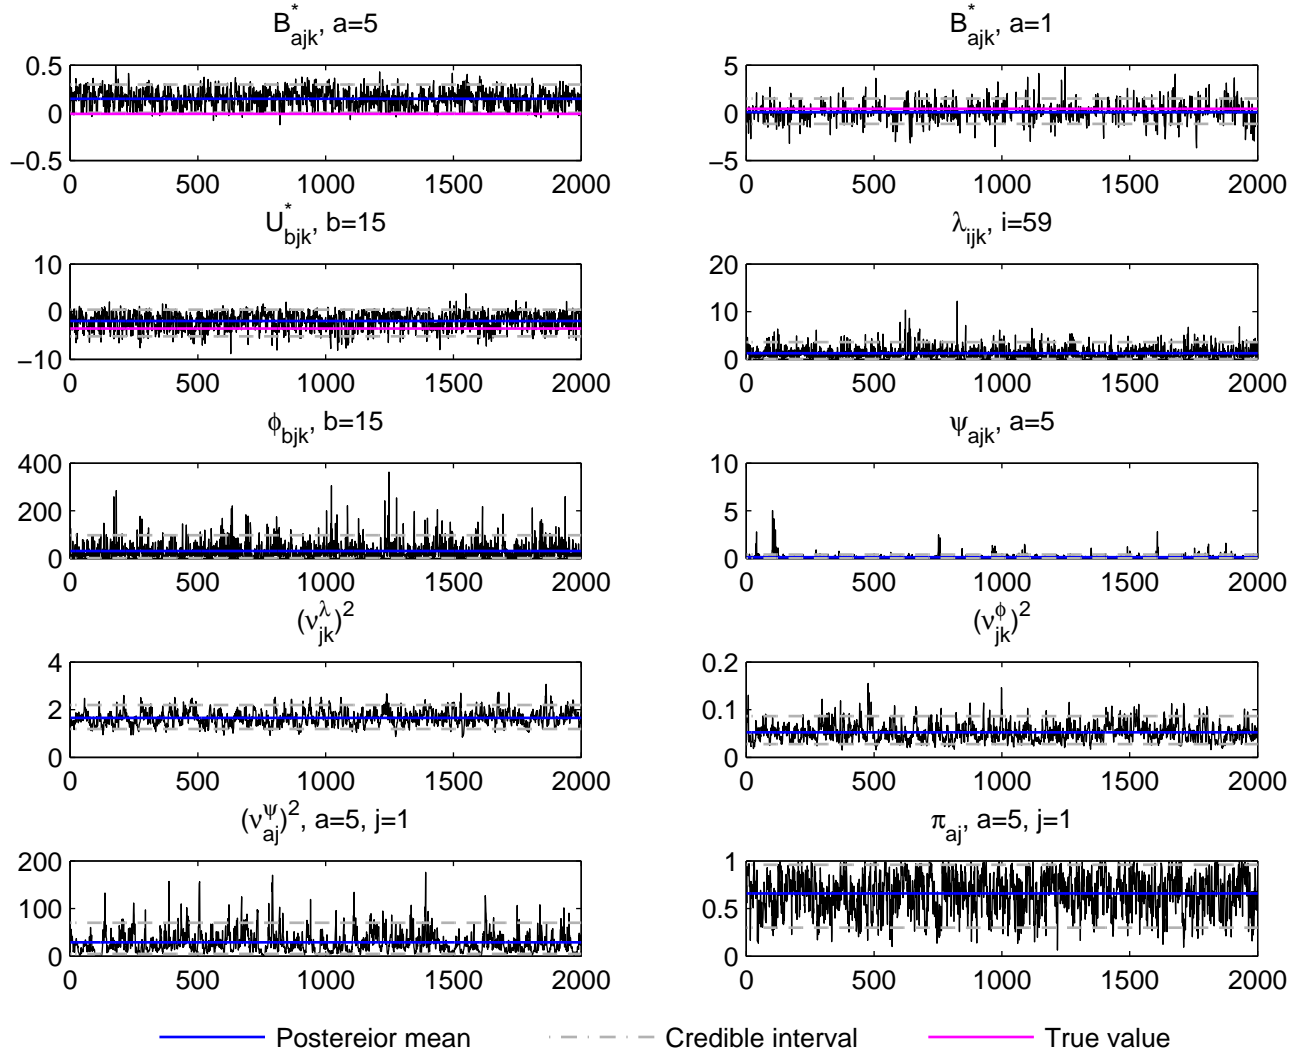 B*ajk, a=5
B*ajk, a=1
0.5
0
−0.5
0 500 1000 1500 2000
5
0
−5
0 500 1000 1500 2000
U*bjk, b=15
λijk, i=59
10
0
−10
0 500 1000 1500 2000
20
10
0
0 500 1000 1500 2000
ϕbjk, b=15
ψajk, a=5
400
200
0
0 500 1000 1500 2000
10
5
0
0 500 1000 1500 2000
(νλjk)2
(νϕjk)2
4
2
0
0 500 1000 1500 2000
0.2
0.1
0
0 500 1000 1500 2000
(νψaj)2, a=5, j=1
πaj, a=5, j=1
200
100
0
0 500 1000 1500 2000
1
0.5
0
0 500 1000 1500 2000
Postereior mean Credible interval True value